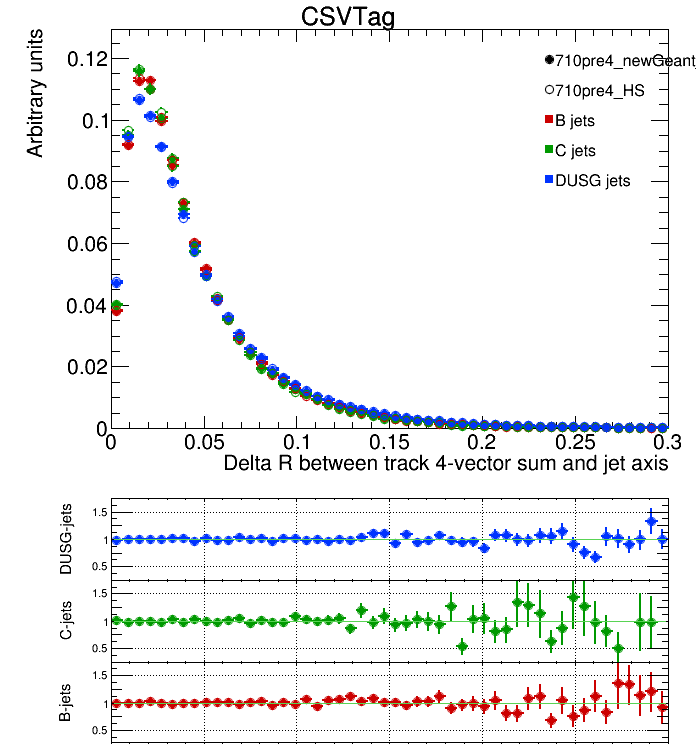 CSVTag
Arbitrary units
0.12
0.1
0.08
0.06
0.04
0.02
0
710pre4_newGeant_
710pre4_HS
B jets
C jets
DUSG jets
0 0.05 0.1 0.15 0.2 0.25 0.3
Delta R between track 4-vector sum and jet axis
DUSG-jets
1.5
1
0.5
C-jets
1.5
1
0.5
B-jets
1.5
1
0.5